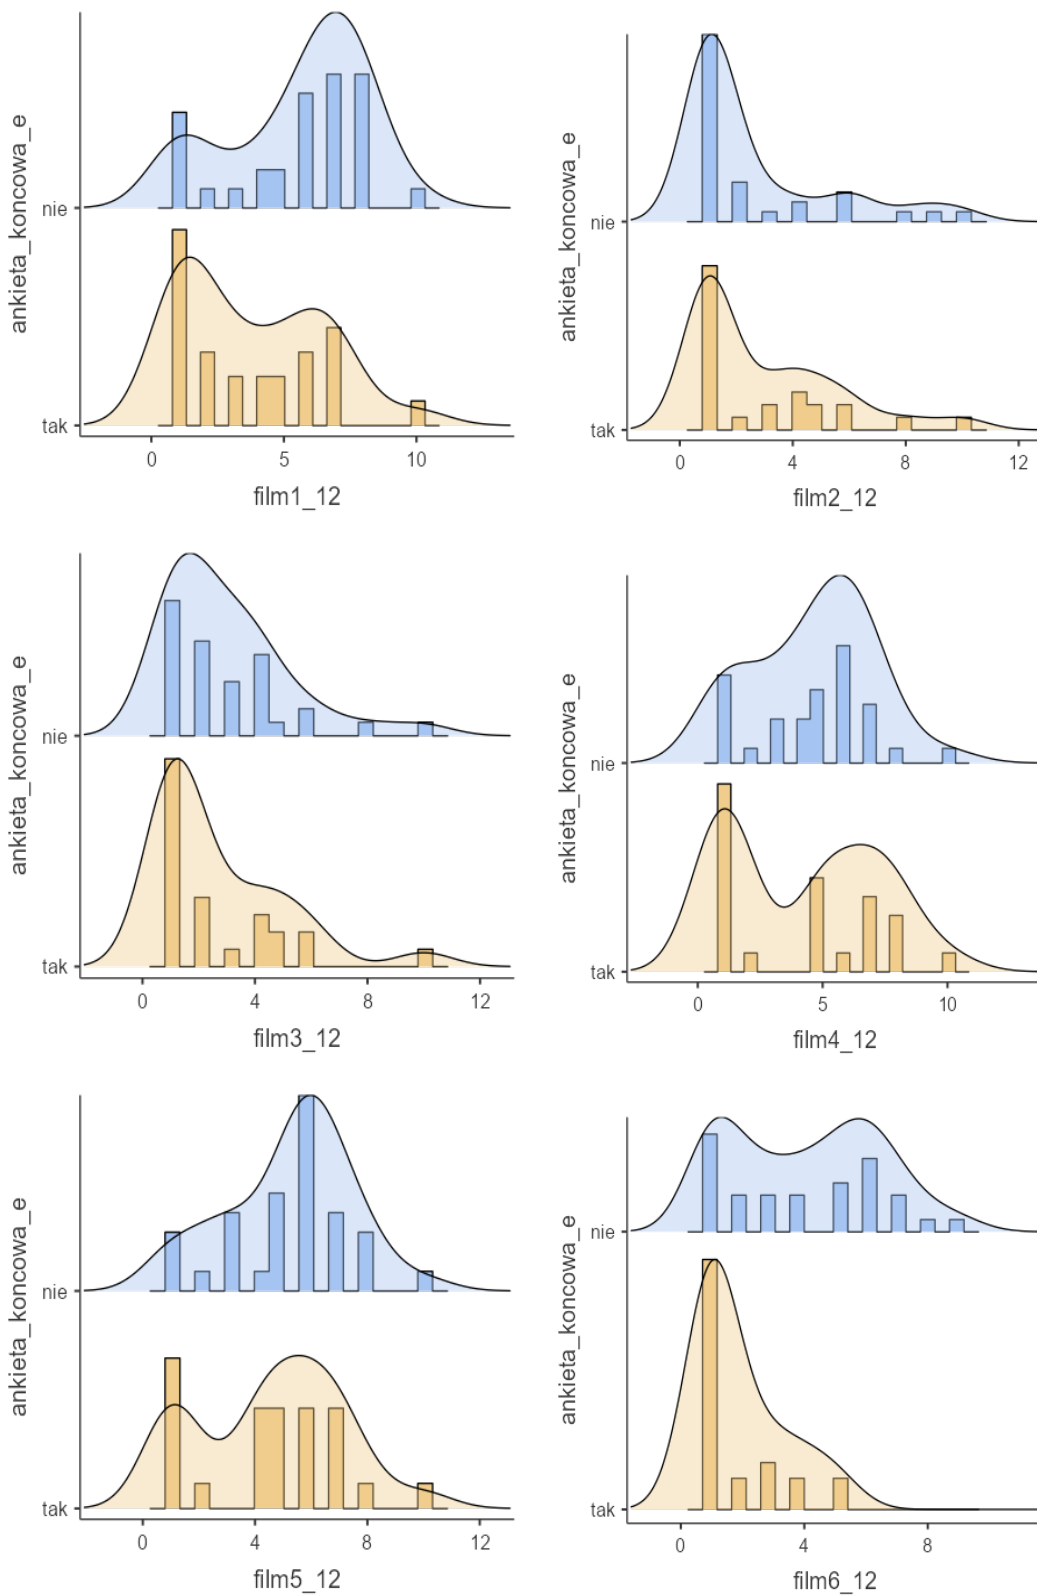 ankieta_koncowa_e
nie
tak
0 5 10
film1_12
ankieta_koncowa_e
nie
tak
0 4 8 12
film2_12
ankieta_koncowa_e
nie
tak
0 4 8 12
film3_12
ankieta_koncowa_e
nie
tak
0 5 10
film4_12
ankieta_koncowa_e
nie
tak
0 4 8 12
film5_12
ankieta_koncowa_e
nie
tak
0 4 8
film6_12